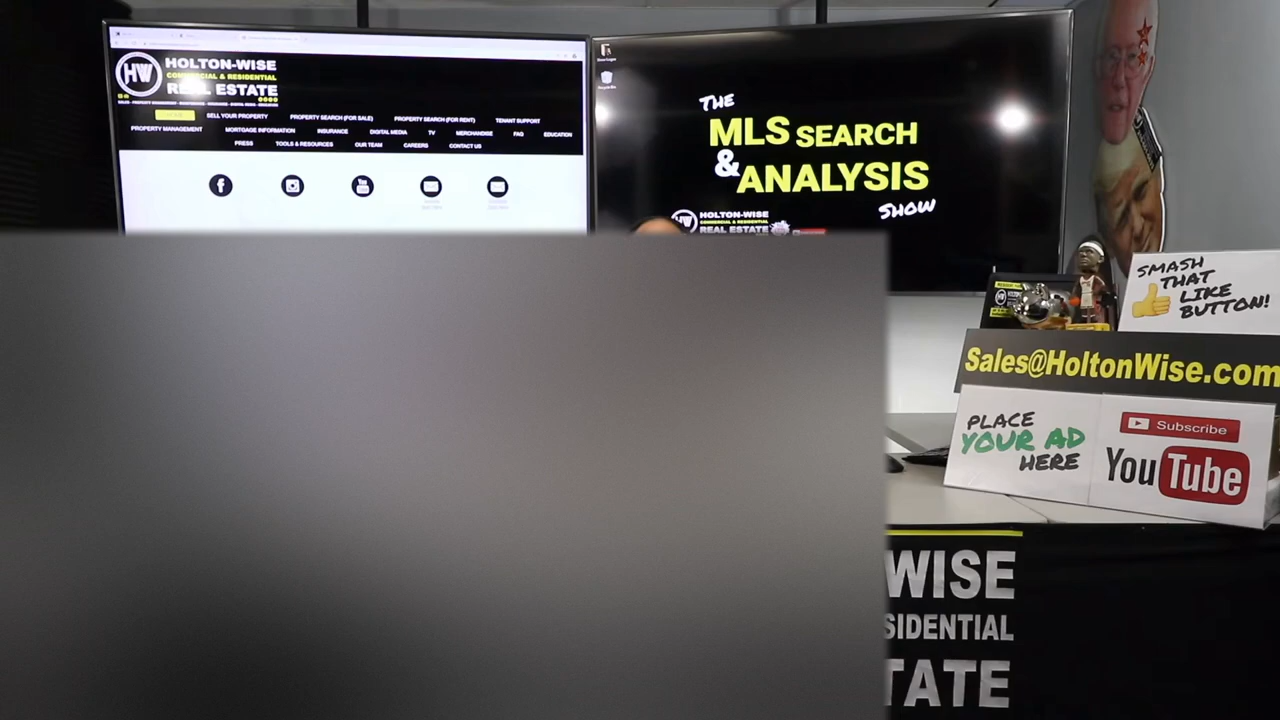 HW
HOLTON-WISE
COMMERCIAL & RESIDENTIAL
REAL ESTATE
HOME
SELL YOUR PROPERTY
PROPERTY SEARCH (FOR SALE)
PROPERTY SEARCH (FOR RENT)
TENANT SUPPORT
PROPERTY MANAGEMENT
MORTGAGE INFORMATION
INSURANCE
DIGITAL MEDIA
TV
MERCHANDISE
FAQ
EDUCATION
PRESS
TOOLS & RESOURCES
OUR TEAM
CAREERS
CONTACT US
THE
MLS SEARCH
& ANALYSIS
SHOW
HW
HOLTON-WISE
COMMERCIAL & RESIDENTIAL
REAL ESTATE
SMASH
THAT
LIKE
BUTTON!
Sales@HoltonWise.com
PLACE
YOUR AD
HERE
Subscribe
YouTube
WISE
SIDENTIAL
TATE